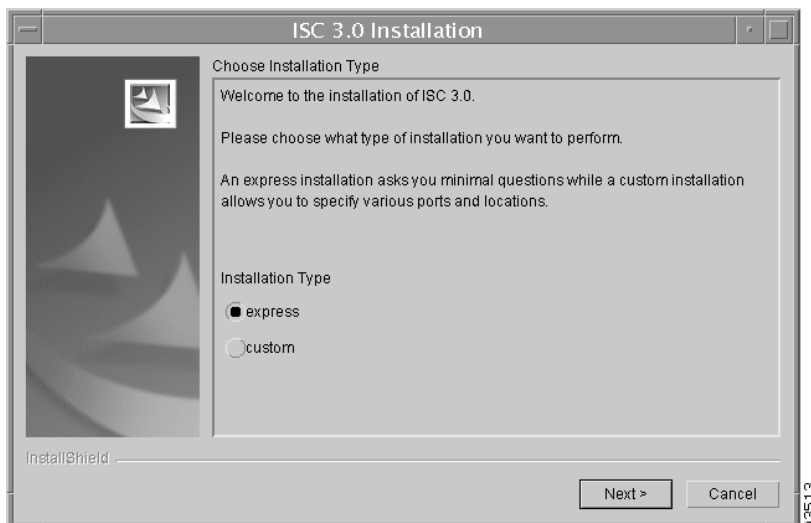 ISC 3.0 Installation
Choose Installation Type
Welcome to the installation of ISC 3.0.
Please choose what type of installation you want to perform.
An express installation asks you minimal questions while a custom installation
allows you to specify various ports and locations.
Installation Type
express
custom
InstallShield
Next >
Cancel